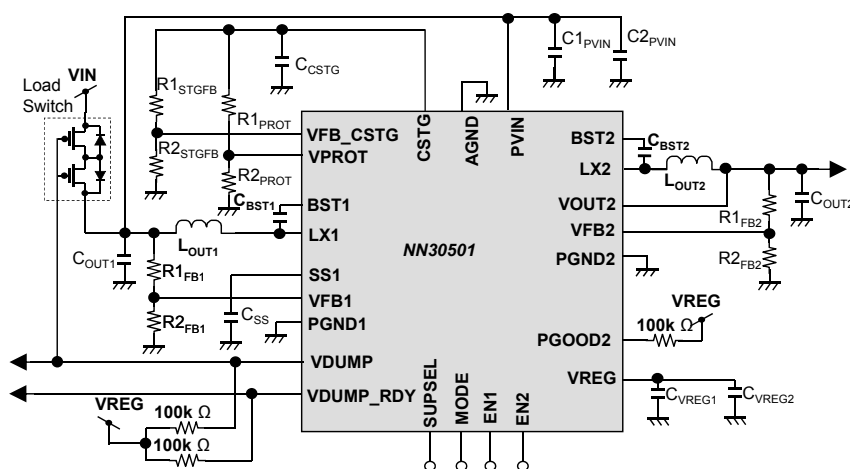 C1PVIN
C2PVIN
CCSTG
Load
Switch
VIN
R1STGFB
R1PROT
R2STGFB
R2PROT
CBST1
LOUT1
COUT1
R1FB1
R2FB1
CSS
VFB_CSTG
VPROT
BST1
LX1
SS1
VFB1
PGND1
VDUMP
VDUMP_RDY
CSTG
AGND
PVIN
NN30501
BST2
LX2
VOUT2
VFB2
PGND2
PGOOD2
VREG
SUPSEL
MODE
EN1
EN2
CBST2
LOUT2
COUT2
R1FB2
R2FB2
VREG
100k Ω
CVREG1
CVREG2
VREG
100k Ω
100k Ω